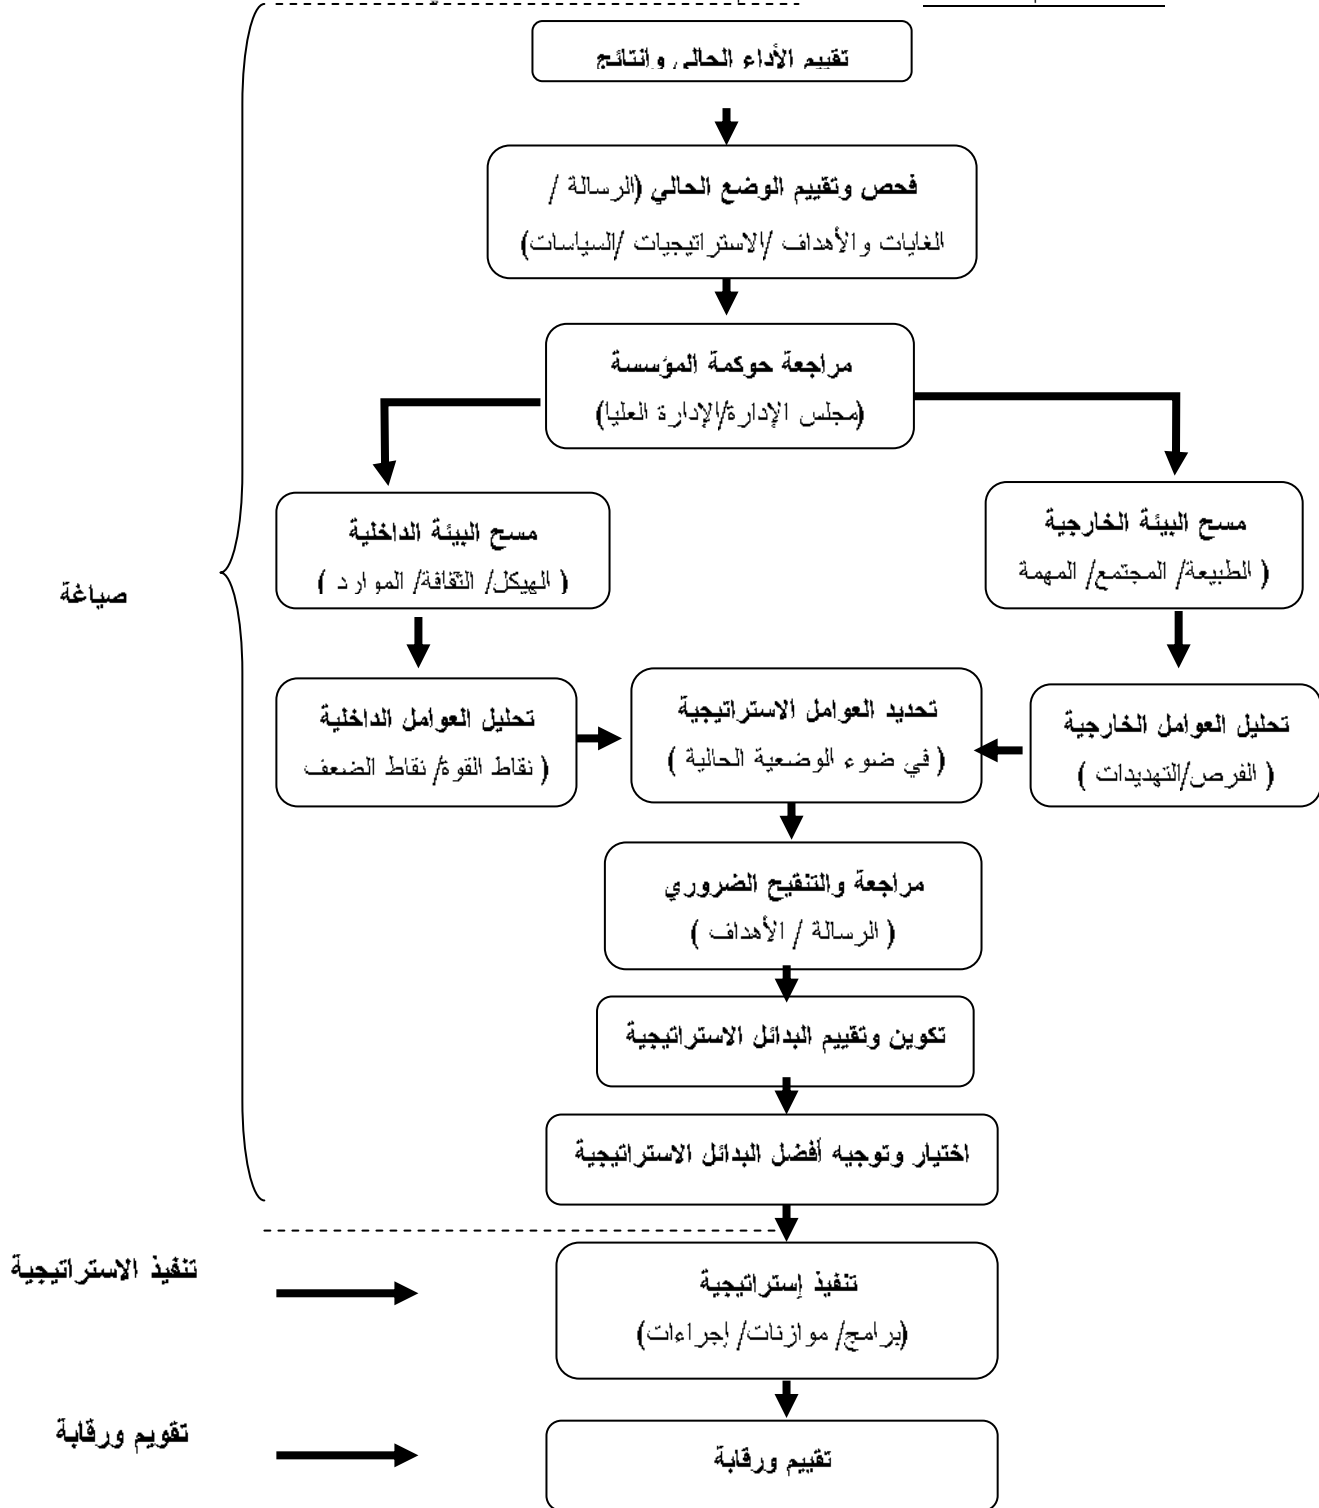 تقييم الأداء الحالي وانتائج
فحص وتقييم الوضع الحالي (الرسالة /
الغايات والأهداف /الاستراتيجيات /السياسات)
مراجعة حوكمة المؤسسة
(مجلس الإدارة/الإدارة العليا)
مسح البيئة الخارجية
( الطبيعة/ المجتمع/ المهمة
مسح البيئة الداخلية
( الهيكل/ الثقافة/ الموارد )
صياغة
تحليل العوامل الخارجية
( الفرص/التهديدات )
تحديد العوامل الاستراتيجية
( في ضوء الوضعية الحالية )
تحليل العوامل الداخلية
( نقاط القوة/ نقاط الضعف
مراجعة والتنقيح الضروري
( الرسالة / الأهداف )
تكوين وتقييم البدائل الاستراتيجية
اختيار وتوجيه أفضل البدائل الاستراتيجية
تنفيذ الاستراتيجية
تنفيذ إستراتيجية
(برامج/ موازنات/ إجراءات)
تقويم ورقابة
تقييم ورقابة